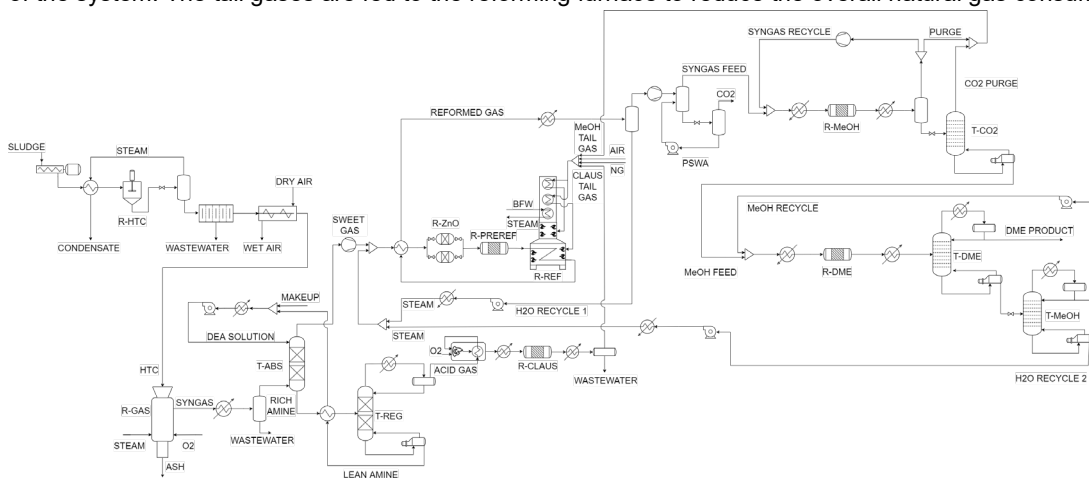 of the system. The tail gases are fed to the reforming furnace to reduce the overall natural gas consum
SYNGAS RECYCLE
PURGE
SYNGAS FEED
CO2
CO2 PURGE
REFORMED GAS
MeOH
TAIL
GAS
R-MeOH
T-CO2
SLUDGE
STEAM
AIR
PSWA
NG
DRY AIR
CLAUS
TAIL
GAS
R-HTC
BFW
MeOH RECYCLE
SWEET
GAS
R-ZnO
STEAM
R-PREREF
DME PRODUCT
CONDENSATE
WASTEWATER
WET AIR
T-DME
R-REF
MeOH FEED
R-DME
MAKEUP
STEAM
H2O RECYCLE 1
T-MeOH
DEA SOLUTION
STEAM
O2
T-ABS
HTC
ACID GAS
R-CLAUS
WASTEWATER
H2O RECYCLE 2
R-GAS
SYNGAS
RICH
AMINE
T-REG
STEAM
O2
WASTEWATER
ASH
LEAN AMINE